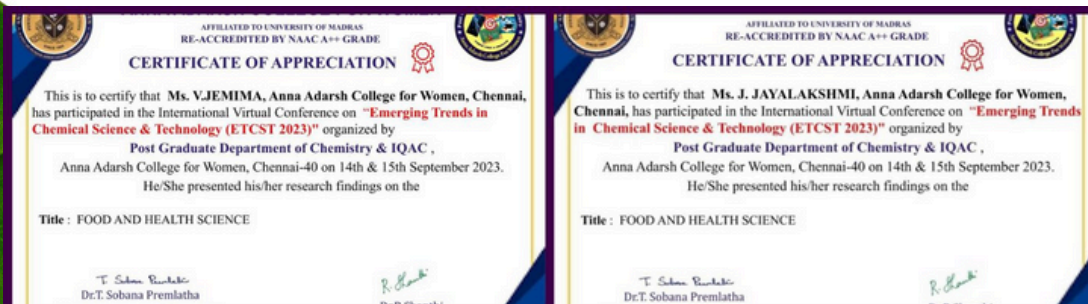 AFFILIATED TO UNIVERSITY OF MADRAS
RE-ACCREDITED BY NAAC A++ GRADE
CERTIFICATE OF APPRECIATION
This is to certify that Ms. V.JEMIMA, Anna Adarsh College for Women, Chennai,
has participated in the International Virtual Conference on "Emerging Trends in
Chemical Science & Technology (ETCST 2023)" organized by
Post Graduate Department of Chemistry & IQAC ,
Anna Adarsh College for Women, Chennai-40 on 14th & 15th September 2023.
He/She presented his/her research findings on the
Title : FOOD AND HEALTH SCIENCE
Dr.T. Sobana Premlatha
AFFILIATED TO UNIVERSITY OF MADRAS
RE-ACCREDITED BY NAAC A++ GRADE
CERTIFICATE OF APPRECIATION
This is to certify that Ms. J. JAYALAKSHMI, Anna Adarsh College for Women,
Chennai, has participated in the International Virtual Conference on "Emerging Trends
in Chemical Science & Technology (ETCST 2023)" organized by
Post Graduate Department of Chemistry & IQAC ,
Anna Adarsh College for Women, Chennai-40 on 14th & 15th September 2023.
He/She presented his/her research findings on the
Title : FOOD AND HEALTH SCIENCE
Dr.T. Sobana Premlatha